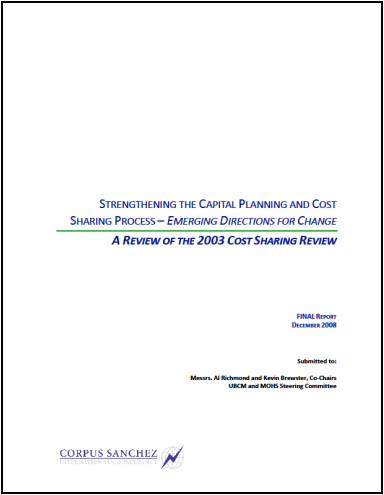 STRENGTHENING THE CAPITAL PLANNING AND COST
SHARING PROCESS – EMERGING DIRECTIONS FOR CHANGE
A REVIEW OF THE 2003 COST SHARING REVIEW
FINAL REPORT
DECEMBER 2008
Submitted to:
Messrs. Al Richmond and Kevin Brewster, Co-Chairs
UBCM and MOHS Steering Committee
CORPUS SANCHEZ
INTERNATIONAL CONSULTANCY